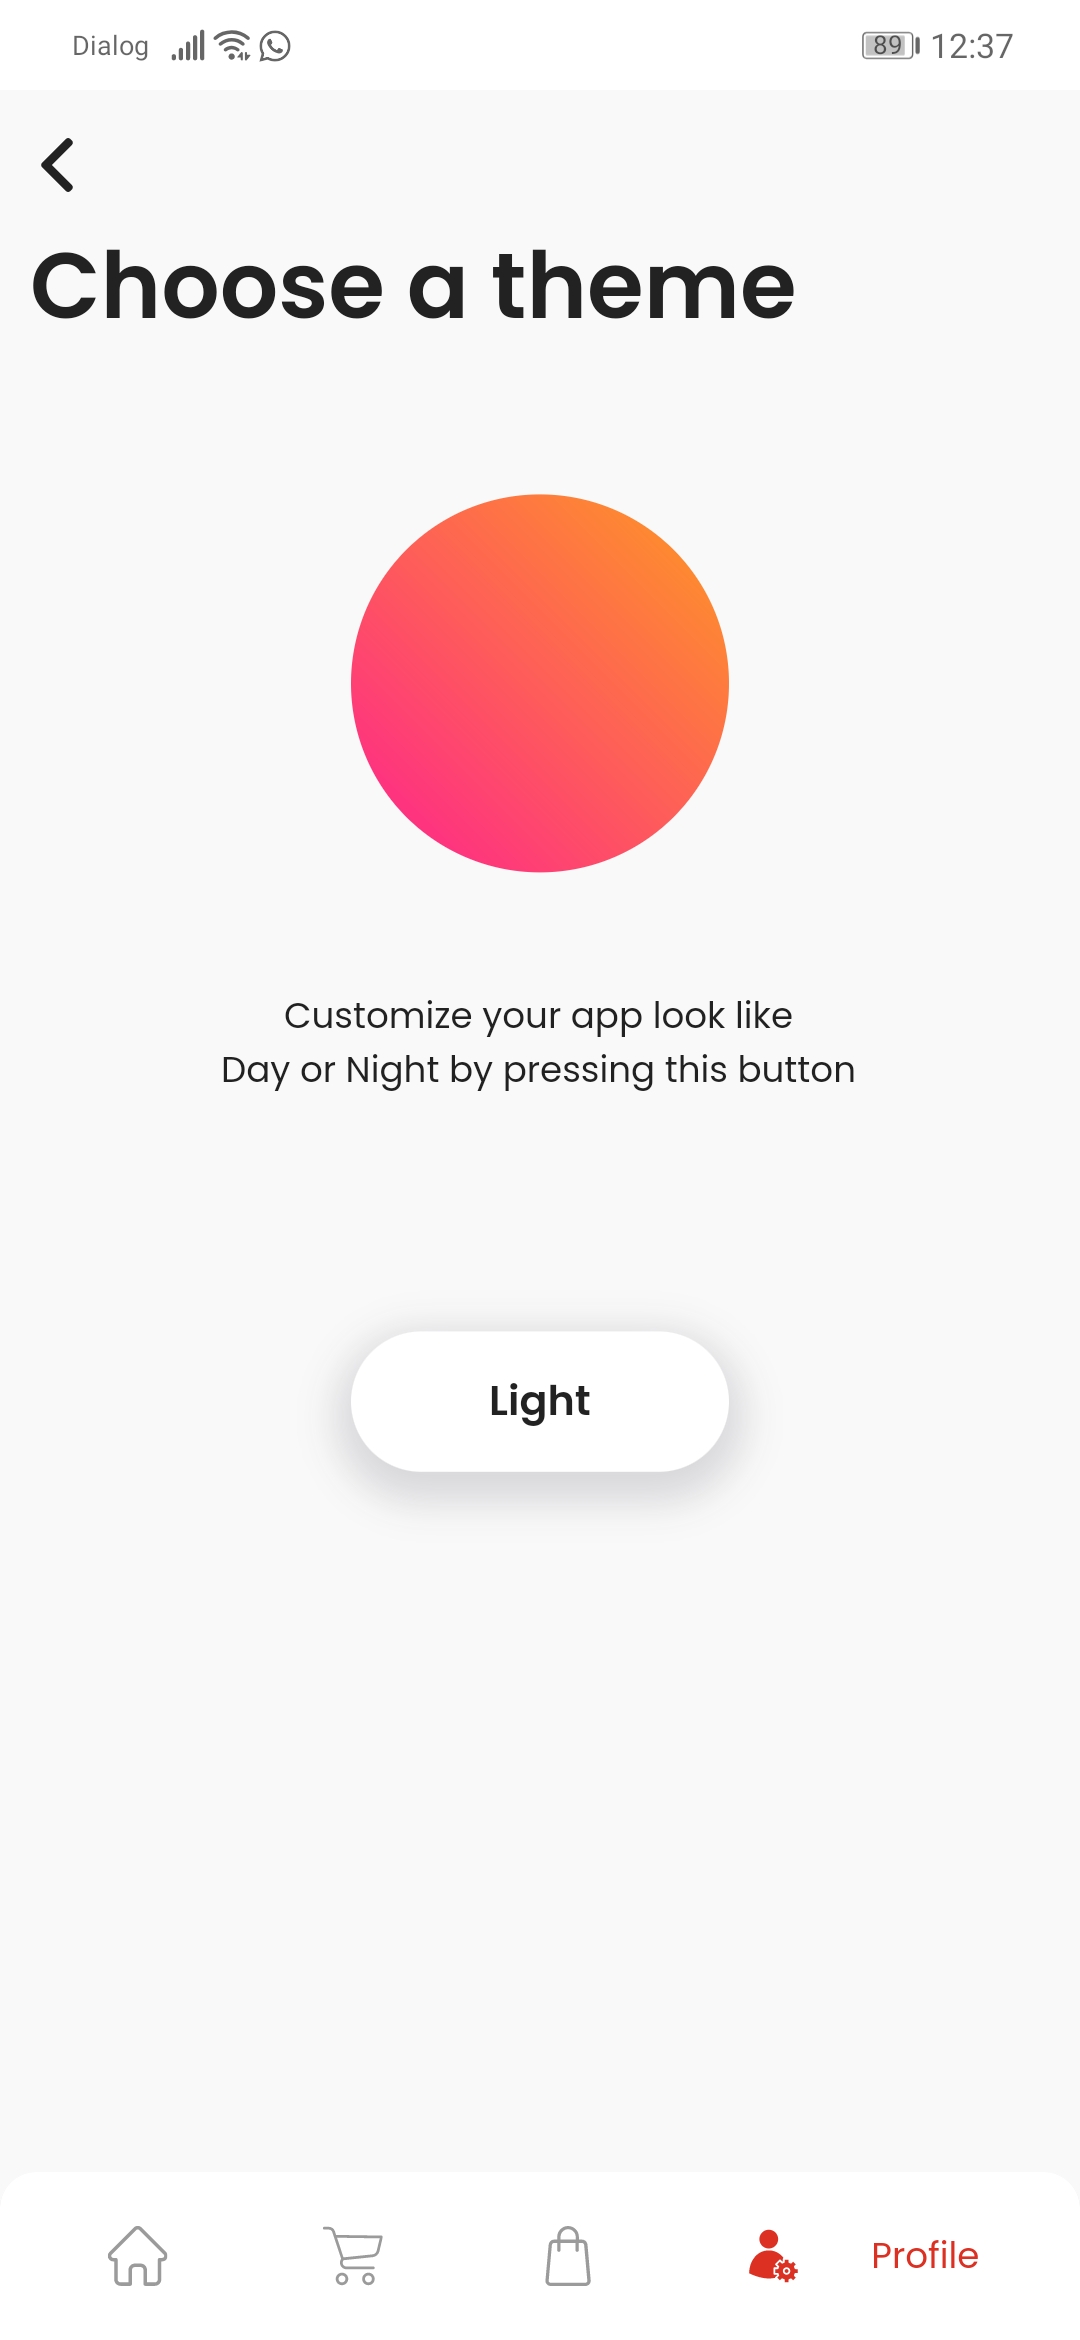 Dialog 89 12:37
Choose a theme
Customize your app look like
Day or Night by pressing this button
Light
Profile